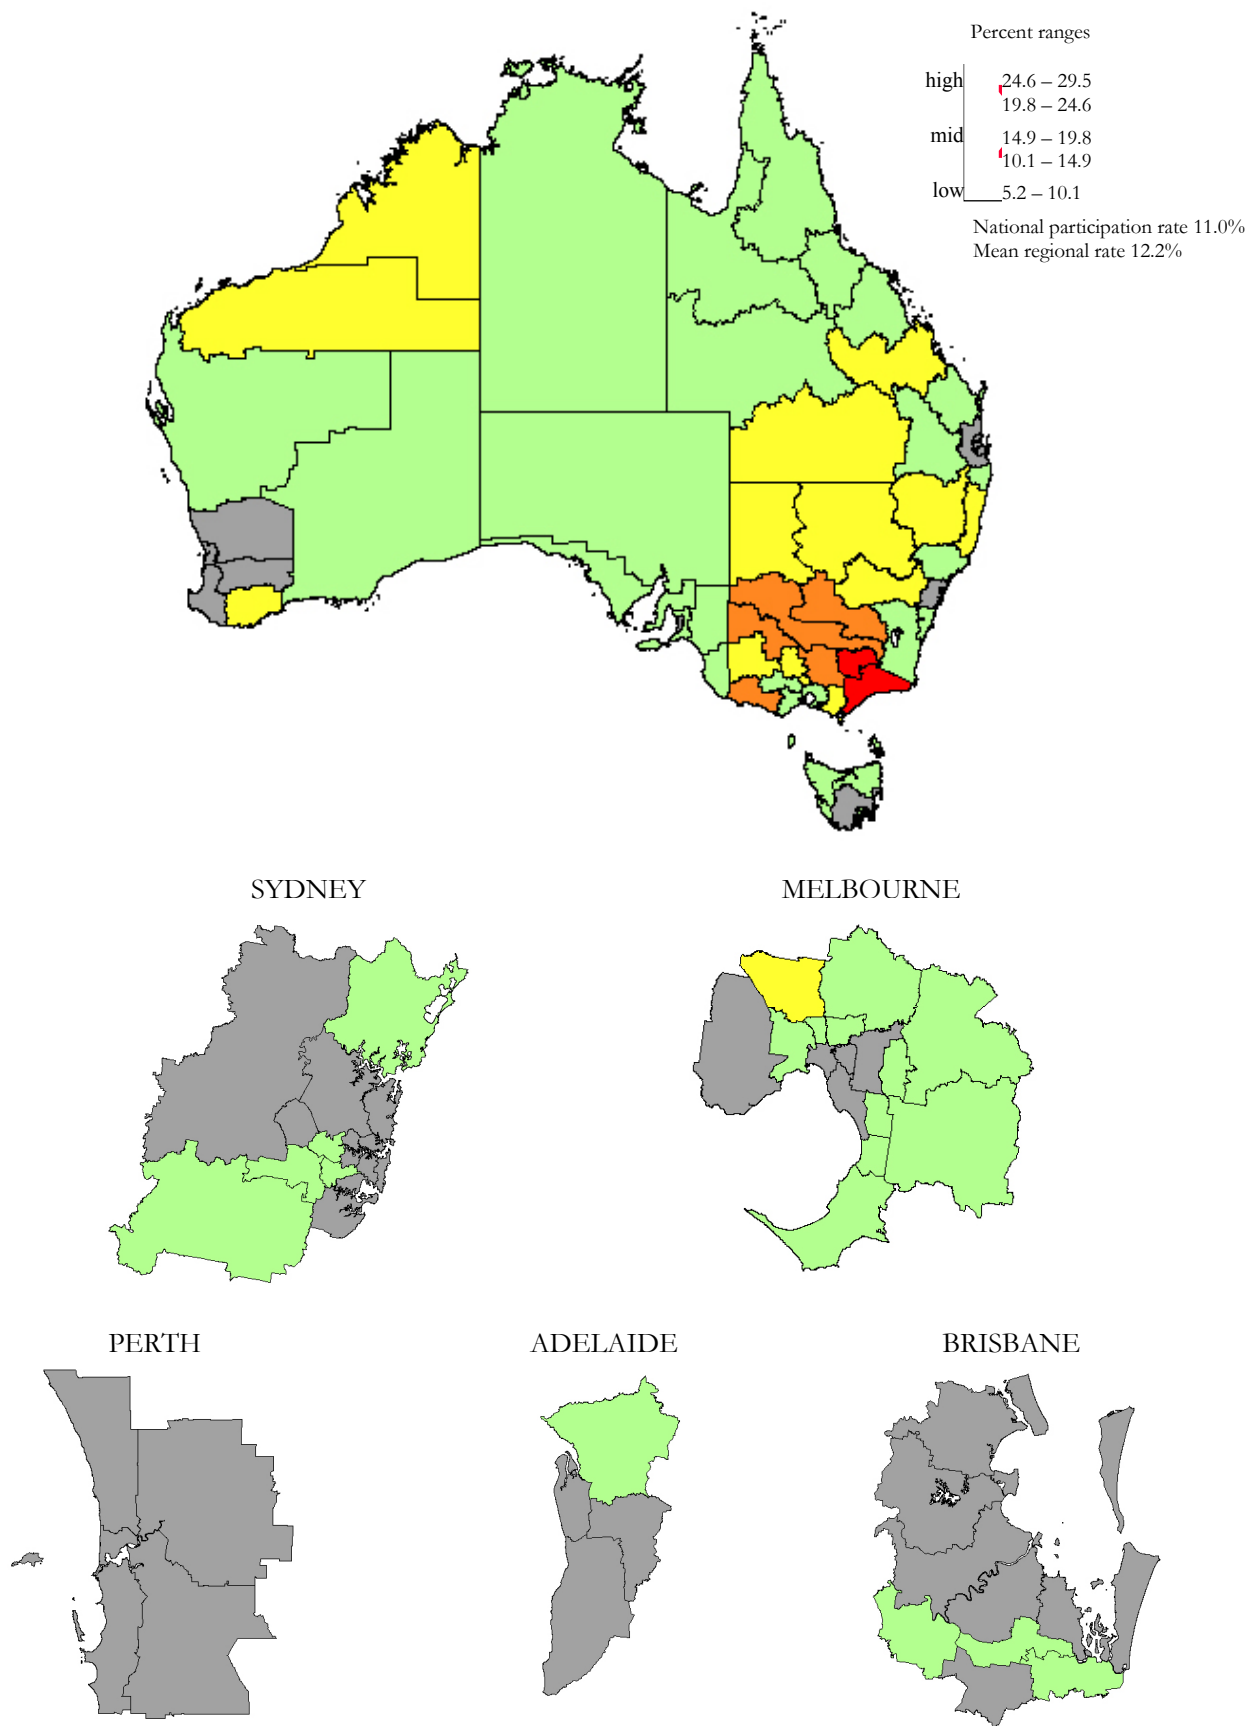 Percent ranges
high 24.6 – 29.5
19.8 – 24.6
mid 14.9 – 19.8
10.1 – 14.9
low 5.2 – 10.1
National participation rate 11.0%
Mean regional rate 12.2%
SYDNEY
MELBOURNE
PERTH
ADELAIDE
BRISBANE